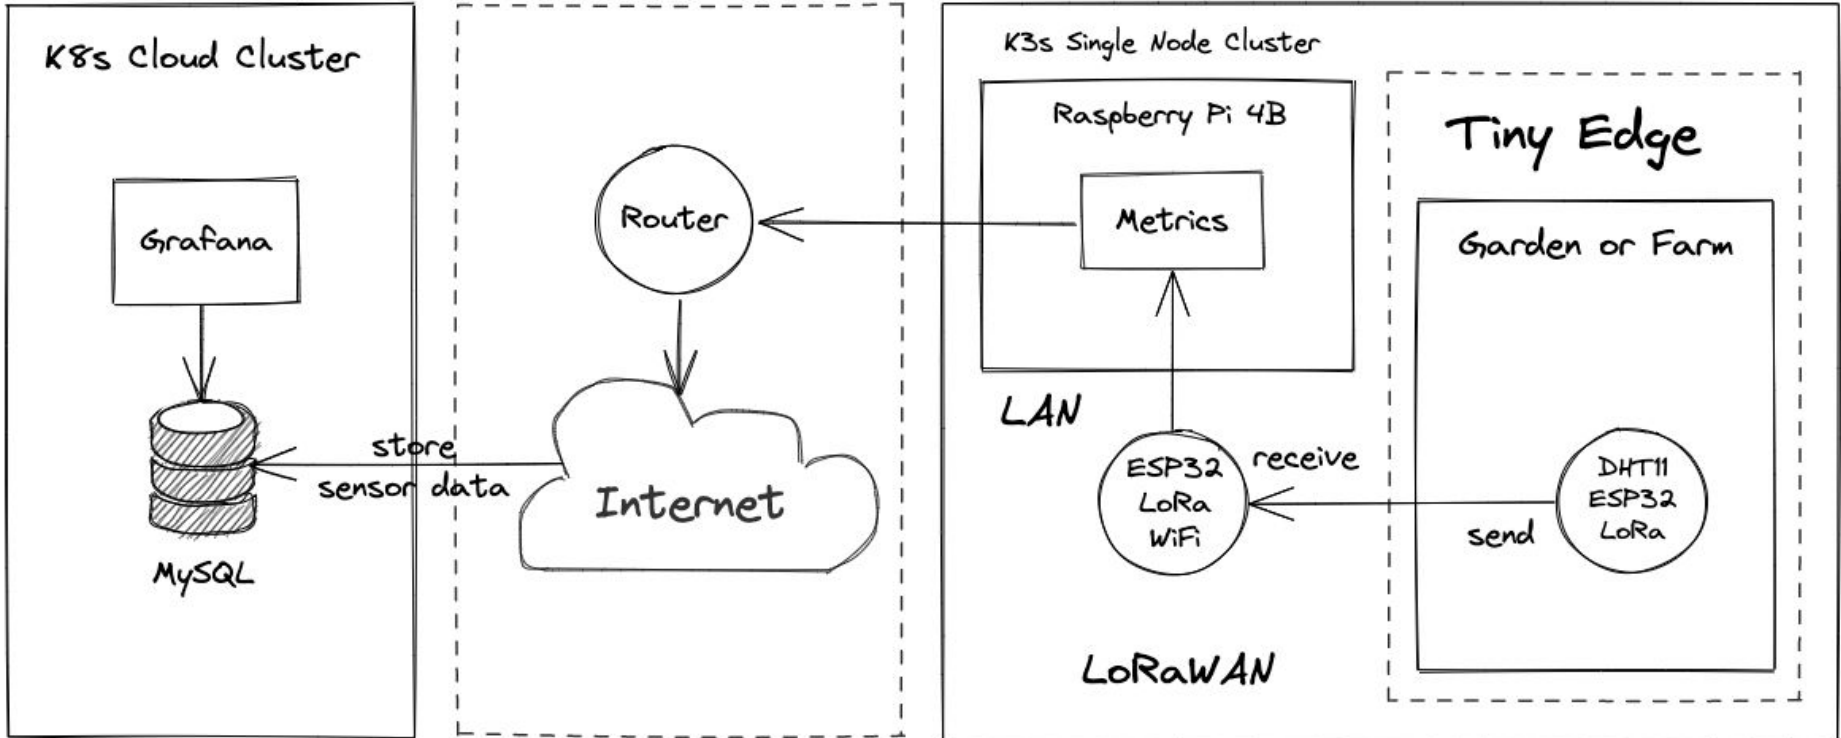 K8s Cloud Cluster
Grafana
store
sensor data
MySQL
Router
Internet
K3s Single Node Cluster
Raspberry Pi 4B
Metrics
LAN
ESP32
LoRa
WiFi
receive
send
LoRaWAN
Tiny Edge
Garden or Farm
DHT11
ESP32
LoRa